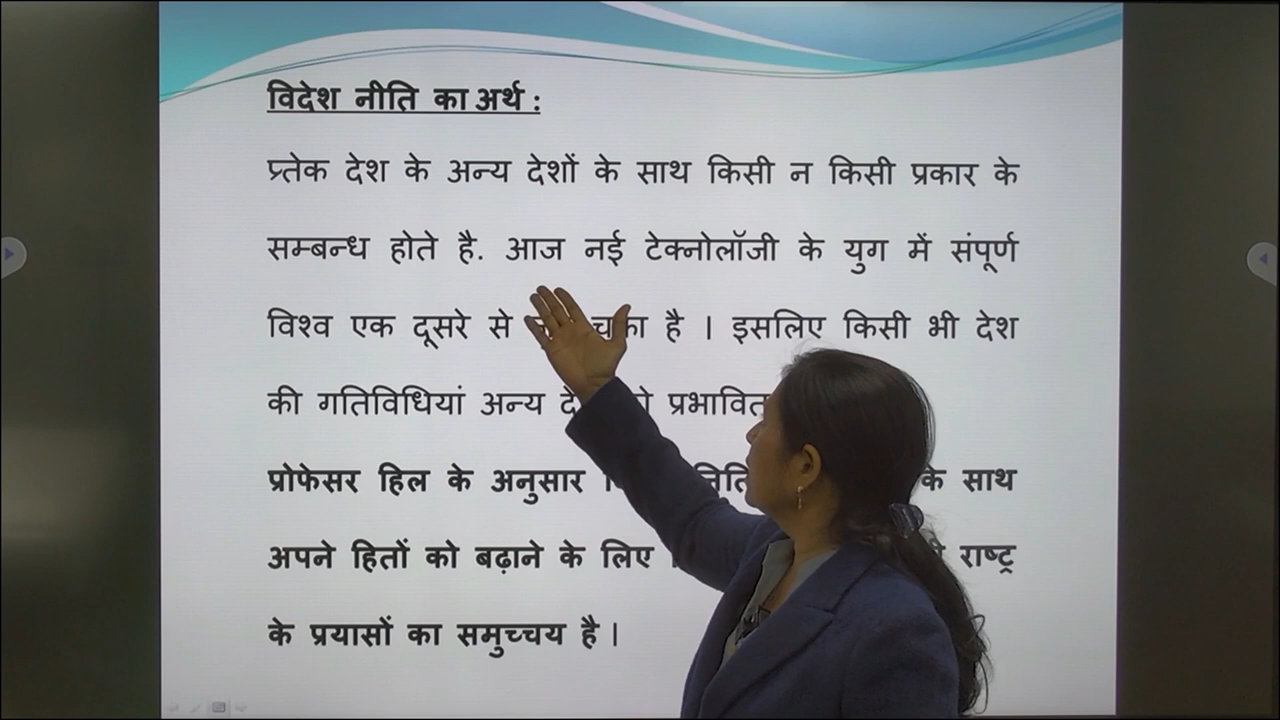 विदेश नीति का अर्थ :
प्रतेक देश के अन्य देशों के साथ किसी न किसी प्रकार के
सम्बन्ध होते है. आज नई टेक्नोलॉजी के युग में संपूर्ण
विश्व एक दूसरे से है । इसलिए किसी भी देश
की गतिविधियां अन्य
प्रोफेसर हिल के अनुसार के साथ
अपने हितों को बढ़ाने के लिए राष्ट्र
के प्रयासों का समुच्चय है ।